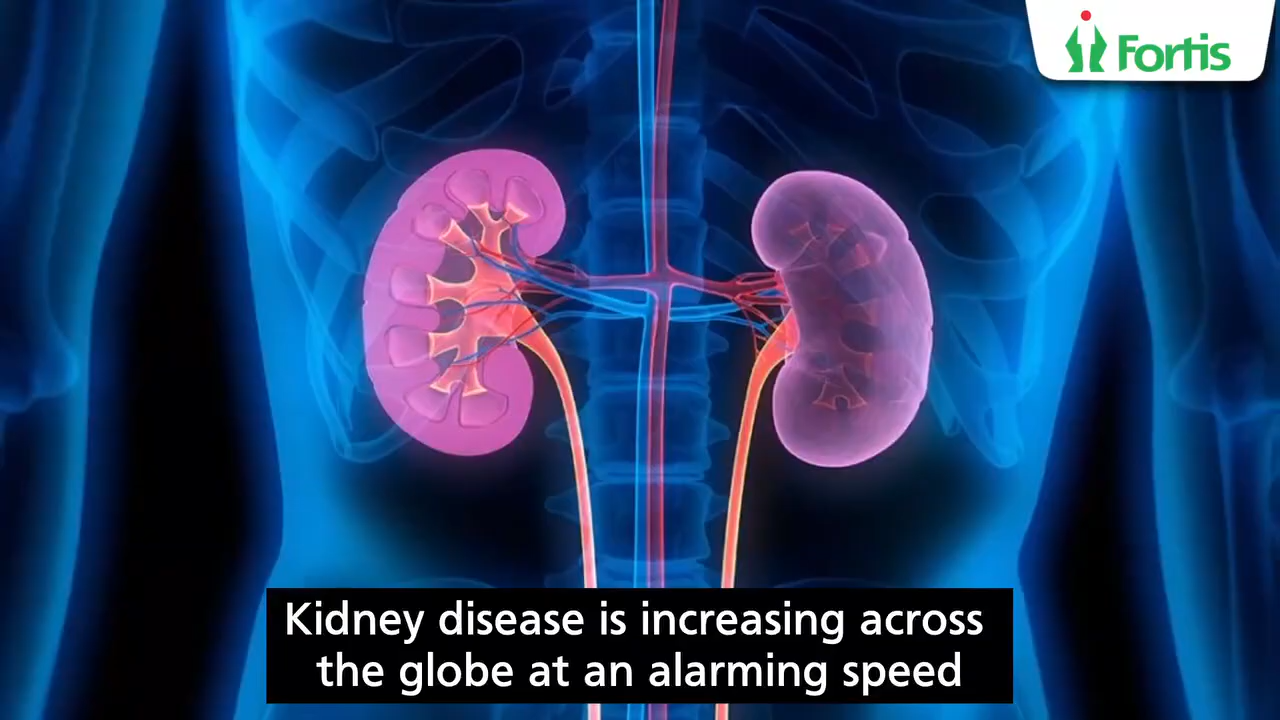 Fortis
Kidney disease is increasing across
the globe at an alarming speed